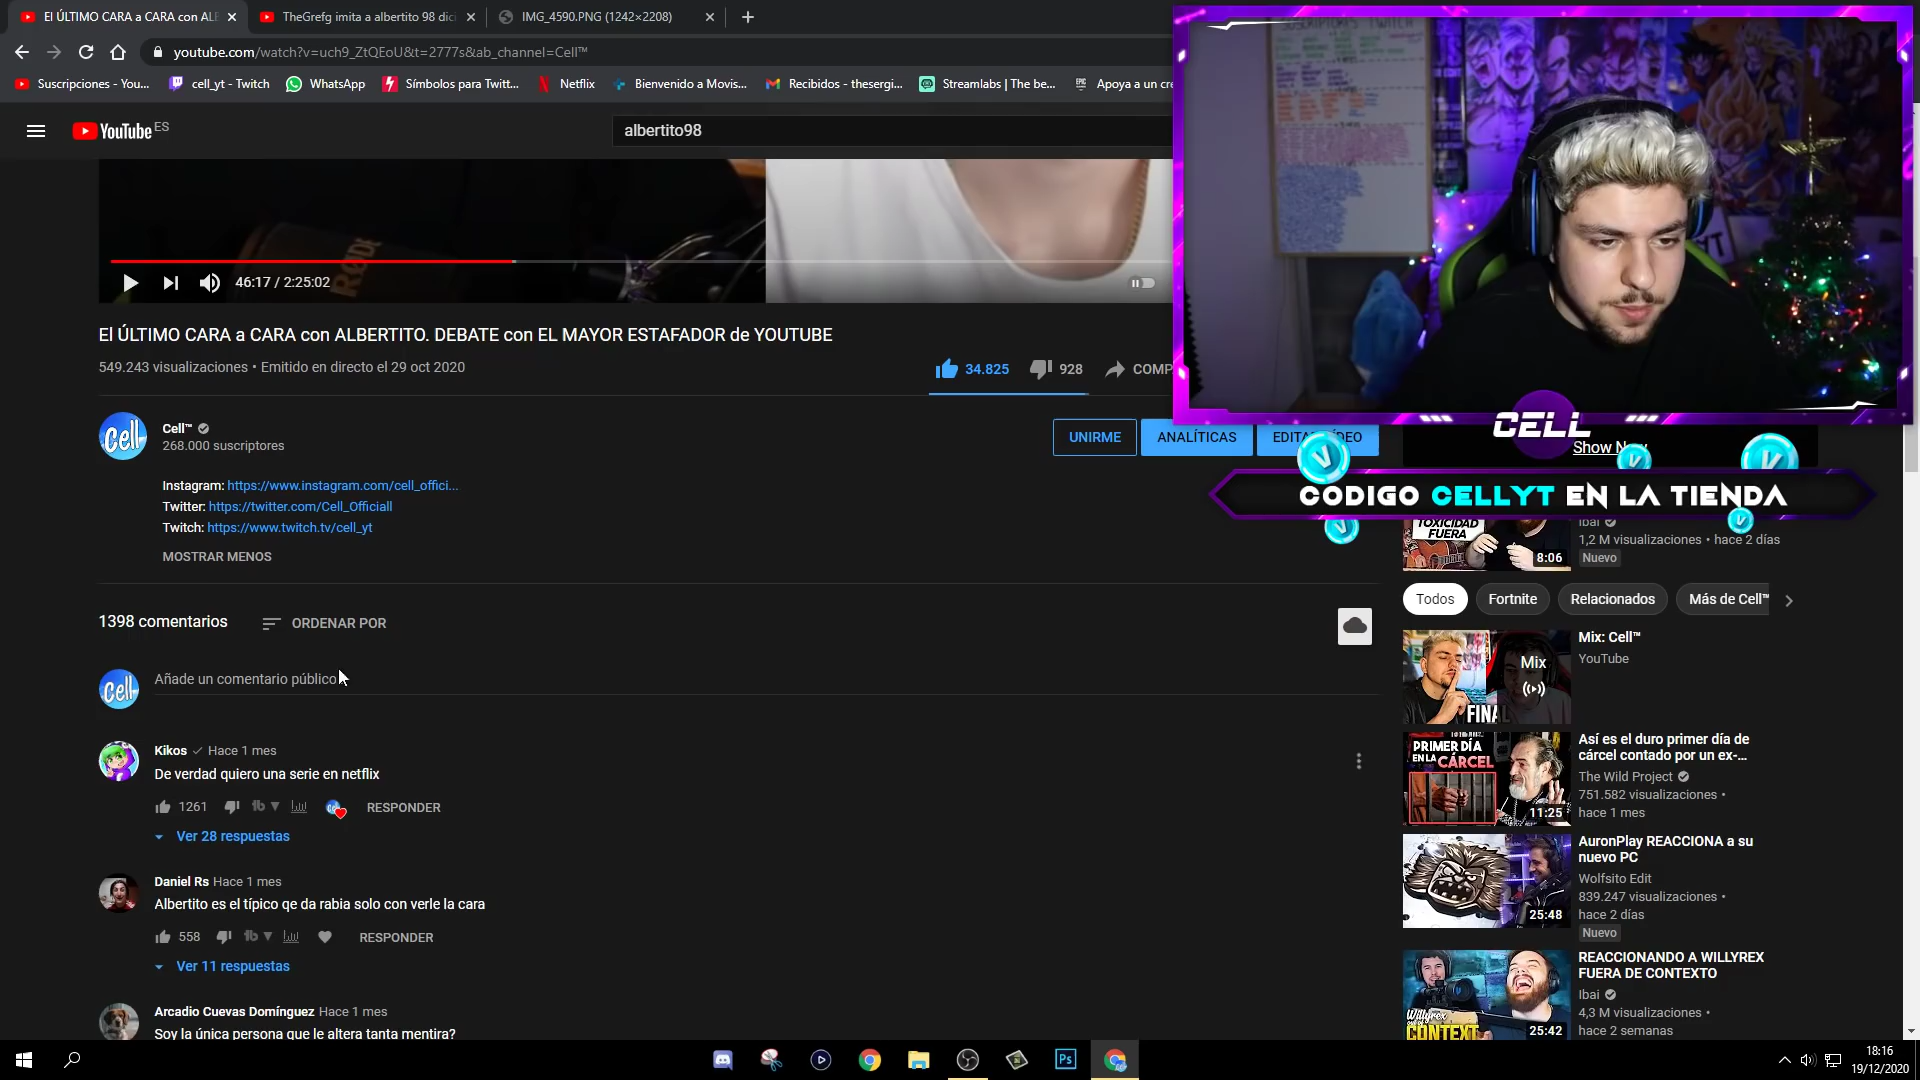 El ÚLTIMO CARA a CARA con ALB
TheGrefg imita a albertito 98 dici
IMG_4590.PNG (1242×2208)
youtube.com/watch?v=uch9_ZtQEoU&t=2777s&ab_channel=Cell™
Suscripciones - You...
cell_yt - Twitch
WhatsApp
Símbolos para Twitt...
Netflix
Bienvenido a Movis...
Recibidos - thesergi...
Streamlabs | The be...
Apoya a un cre
YouTube ES
albertito98
RØDE
46:17 / 2:25:02
El ÚLTIMO CARA a CARA con ALBERTITO. DEBATE con EL MAYOR ESTAFADOR de YOUTUBE
549.243 visualizaciones • Emitido en directo el 29 oct 2020
34.825
928
COMP
Cell™
268.000 suscriptores
UNIRME
ANALÍTICAS
Instagram: https://www.instagram.com/cell_offici...
Twitter: https://twitter.com/Cell_Officiall
Twitch: https://www.twitch.tv/cell_yt
MOSTRAR MENOS
1398 comentarios
ORDENAR POR
Añade un comentario público
Kikos Hace 1 mes
De verdad quiero una serie en netflix
1261
RESPONDER
Ver 28 respuestas
Daniel Rs Hace 1 mes
Albertito es el típico qe da rabia solo con verle la cara
558
RESPONDER
Ver 11 respuestas
Arcadio Cuevas Domínguez Hace 1 mes
Soy la única persona que le altera tanta mentira?
CELL
Show
CODIGO CELLYT EN LA TIENDA
TOXICIDAD
FUERA
8:06
Ibai
1,2 M visualizaciones • hace 2 días
Nuevo
Todos
Fortnite
Relacionados
Más de Cell™
FINAL
Mix
Mix: Cell™
YouTube
PRIMER DÍA
EN LA CÁRCEL
11:25
Así es el duro primer día de
cárcel contado por un ex-...
The Wild Project
751.582 visualizaciones •
hace 1 mes
25:48
AuronPlay REACCIONA a su
nuevo PC
Wolfsito Edit
839.247 visualizaciones •
hace 2 días
Nuevo
Willyrex
CONTEXT
25:42
REACCIONANDO A WILLYREX
FUERA DE CONTEXTO
Ibai
4,3 M visualizaciones •
hace 2 semanas
Ps
18:16
19/12/2020